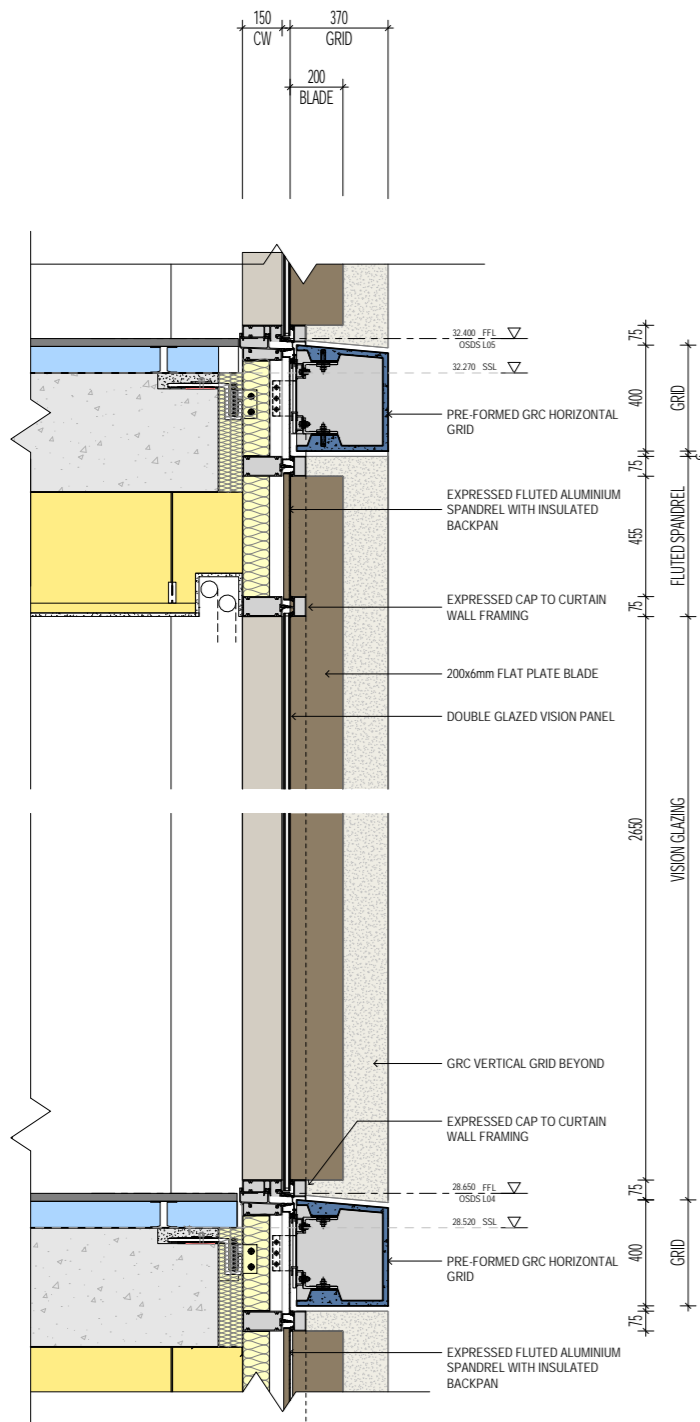 150
370
CW
GRID
200
BLADE
32.400 FFL
OSDS L05
75
32.270 SSL
400
GRID
PRE-FORMED GRC HORIZONTAL
GRID
75
EXPRESSED FLUTED ALUMINIUM
SPANDREL WITH INSULATED
BACKPAN
455
FLUTED SPANDREL
EXPRESSED CAP TO CURTAIN
WALL FRAMING
75
200x6mm FLAT PLATE BLADE
DOUBLE GLAZED VISION PANEL
2650
VISION GLAZING
GRC VERTICAL GRID BEYOND
EXPRESSED CAP TO CURTAIN
WALL FRAMING
28.650 FFL
OSDS L04
75
28.520 SSL
400
GRID
PRE-FORMED GRC HORIZONTAL
GRID
75
EXPRESSED FLUTED ALUMINIUM
SPANDREL WITH INSULATED
BACKPAN